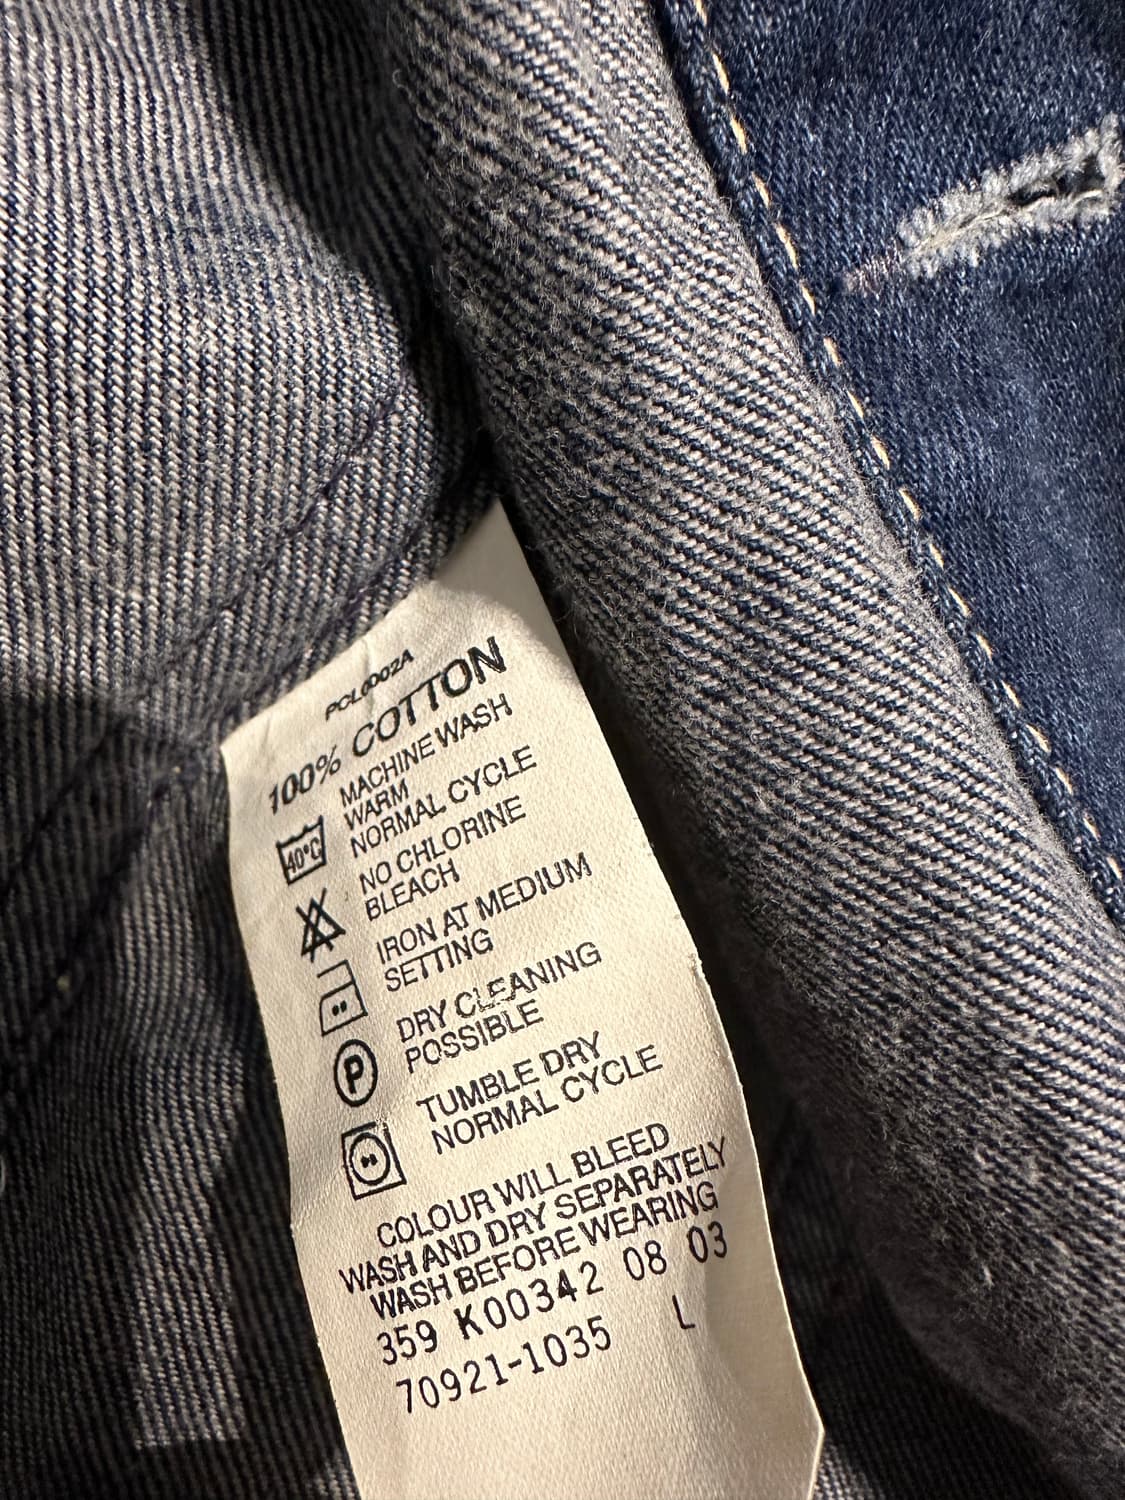 PCL0002A
100% COTTON
MACHINE WASH
WARM
NORMAL CYCLE
40°C
NO CHLORINE
BLEACH
IRON AT MEDIUM
SETTING
DRY CLEANING
POSSIBLE
P
TUMBLE DRY
NORMAL CYCLE
COLOUR WILL BLEED
WASH AND DRY SEPARATELY
WASH BEFORE WEARING
359 K00342 08 03
70921-1035 L